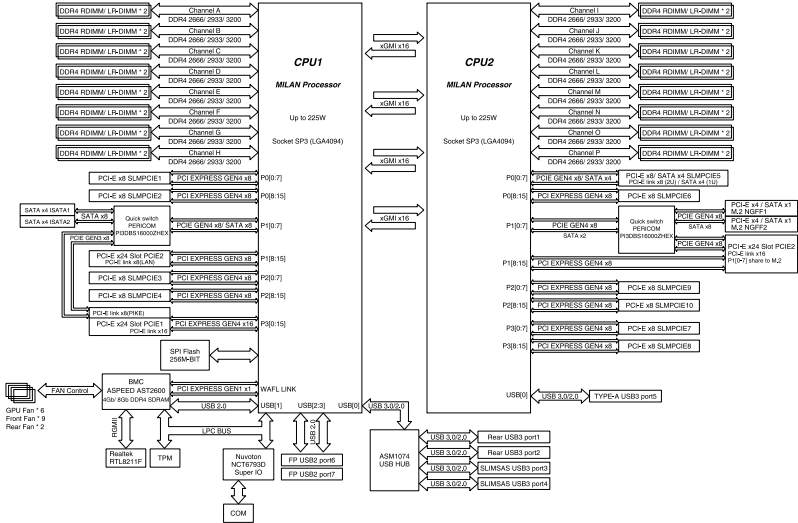 DDR4 RDIMM/ LR-DIMM * 2
Channel A
DDR4 2666/ 2933/ 3200
DDR4 RDIMM/ LR-DIMM * 2
Channel B
DDR4 2666/ 2933/ 3200
DDR4 RDIMM/ LR-DIMM * 2
Channel C
DDR4 2666/ 2933/ 3200
DDR4 RDIMM/ LR-DIMM * 2
Channel D
DDR4 2666/ 2933/ 3200
DDR4 RDIMM/ LR-DIMM * 2
Channel E
DDR4 2666/ 2933/ 3200
DDR4 RDIMM/ LR-DIMM * 2
Channel F
DDR4 2666/ 2933/ 3200
DDR4 RDIMM/ LR-DIMM * 2
Channel G
DDR4 2666/ 2933/ 3200
DDR4 RDIMM/ LR-DIMM * 2
Channel H
DDR4 2666/ 2933/ 3200
CPU1
MILAN Processor
Up to 225W
Socket SP3 (LGA4094)
xGMI x16
xGMI x16
xGMI x16
xGMI x16
CPU2
MILAN Processor
Up to 225W
Socket SP3 (LGA4094)
Channel I
DDR4 2666/ 2933/ 3200
DDR4 RDIMM/ LR-DIMM * 2
Channel J
DDR4 2666/ 2933/ 3200
DDR4 RDIMM/ LR-DIMM * 2
Channel K
DDR4 2666/ 2933/ 3200
DDR4 RDIMM/ LR-DIMM * 2
Channel L
DDR4 2666/ 2933/ 3200
DDR4 RDIMM/ LR-DIMM * 2
Channel M
DDR4 2666/ 2933/ 3200
DDR4 RDIMM/ LR-DIMM * 2
Channel N
DDR4 2666/ 2933/ 3200
DDR4 RDIMM/ LR-DIMM * 2
Channel O
DDR4 2666/ 2933/ 3200
DDR4 RDIMM/ LR-DIMM * 2
Channel P
DDR4 2666/ 2933/ 3200
DDR4 RDIMM/ LR-DIMM * 2
PCI-E x8 SLMPCIE1
PCI EXPRESS GEN4 x8
P0[0:7]
PCI-E x8 SLMPCIE2
PCI EXPRESS GEN4 x8
P0[8:15]
SATA x4 ISATA1
SATA x8
SATA x4 ISATA2
Quick switch
PERICOM
PI3DBS16000ZHEX
PCIE GEN4 x8/ SATA x8
P1[0:7]
PCIE GEN3 x8
PCI-E x24 Slot PCIE2
PCI-E link x8(LAN)
PCI EXPRESS GEN3 x8
P1[8:15]
PCI-E x8 SLMPCIE3
PCI EXPRESS GEN4 x8
P2[0:7]
PCI-E x8 SLMPCIE4
PCI EXPRESS GEN4 x8
P2[8:15]
PCI-E link x8(PIKE)
PCI-E x24 Slot PCIE1
PCI-E link x16
PCI EXPRESS GEN4 x16
P3[0:15]
SPI Flash
256M-BIT
BMC
ASPEED AST2600
4Gb/ 8Gb DDR4 SDRAM
PCI EXPRESS GEN1 x1
WAFL LINK
USB 2.0
USB[1]
USB[2:3]
USB[0]
FAN Control
GPU Fan * 6
Front Fan * 9
Rear Fan * 2
RGMII
LPC BUS
Realtek
RTL8211F
TPM
Nuvoton
NCT6793D
Super IO
COM
USB 2.0
FP USB2 port6
FP USB2 port7
USB 3.0/2.0
ASM1074
USB HUB
USB 3.0/2.0
Rear USB3 port1
USB 3.0/2.0
Rear USB3 port2
USB 3.0/2.0
SLIMSAS USB3 port3
USB 3.0/2.0
SLIMSAS USB3 port4
P0[0:7]
PCIE GEN4 x8/ SATA x4
PCI-E x8/ SATA x4 SLMPCIE5
PCI-E link x8 (2U) / SATA x4 (1U)
P0[8:15]
PCI EXPRESS GEN4 x8
PCI-E x8 SLMPCIE6
P1[0:7]
PCIE GEN4 x8
SATA x2
Quick switch
PERICOM
PI3DBS16000ZHEX
PCIE GEN4 x8
SATA x8
PCIE GEN4 x8
PCI-E x4 / SATA x1
M.2 NGFF1
PCI-E x4 / SATA x1
M.2 NGFF2
PCI-E x24 Slot PCIE2
PCI-E link x16
P1[0-7] share to M.2
P1[8:15]
PCI EXPRESS GEN4 x8
P2[0:7]
PCI EXPRESS GEN4 x8
PCI-E x8 SLMPCIE9
P2[8:15]
PCI EXPRESS GEN4 x8
PCI-E x8 SLMPCIE10
P3[0:7]
PCI EXPRESS GEN4 x8
PCI-E x8 SLMPCIE7
P3[8:15]
PCI EXPRESS GEN4 x8
PCI-E x8 SLMPCIE8
USB[0]
USB 3.0/2.0
TYPE-A USB3 port5